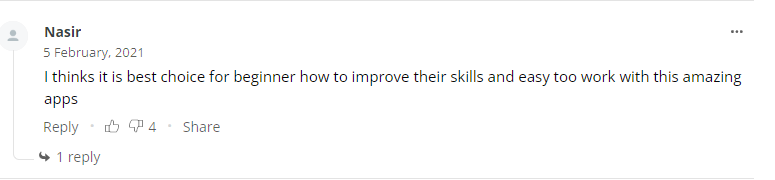 Nasir
5 February, 2021
I thinks it is best choice for beginner how to improve their skills and easy too work with this amazing
apps
Reply 4 Share
1 reply